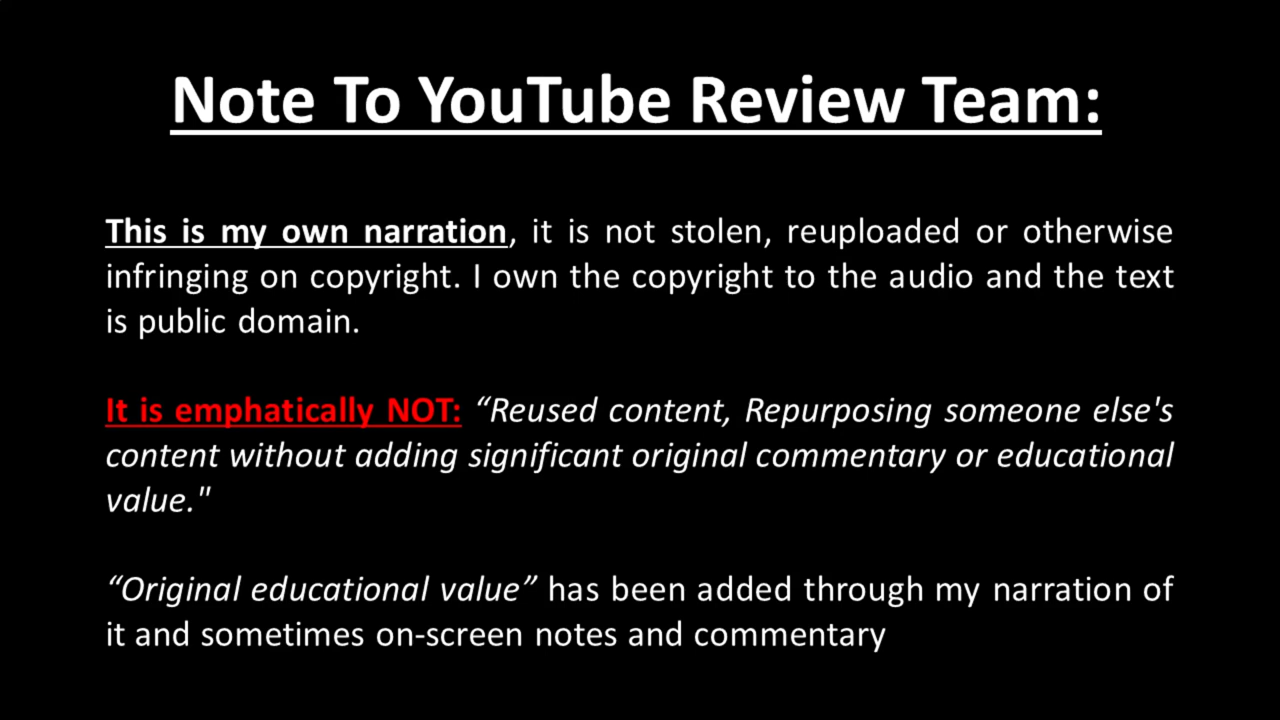 Note To YouTube Review Team:
This is my own narration, it is not stolen, reuploaded or otherwise
infringing on copyright. I own the copyright to the audio and the text
is public domain.
It is emphatically NOT: “Reused content, Repurposing someone else's
content without adding significant original commentary or educational
value."
“Original educational value” has been added through my narration of
it and sometimes on-screen notes and commentary